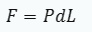 F = PdL